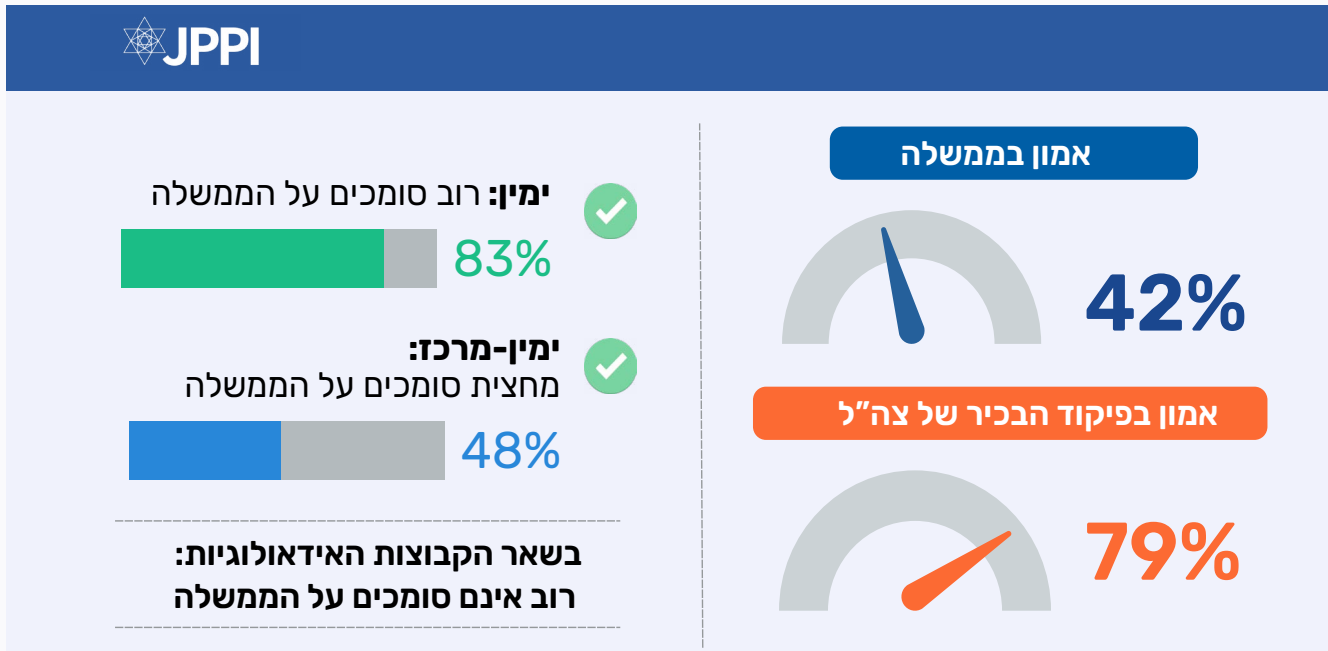 JPPI
אמון בממשלה
42%
אמון בפיקוד הבכיר של צה"ל
79%
ימין: רוב סומכים על הממשלה
83%
ימין-מרכז:
מחצית סומכים על הממשלה
48%
בשאר הקבוצות האידאולוגיות:
רוב אינם סומכים על הממשלה